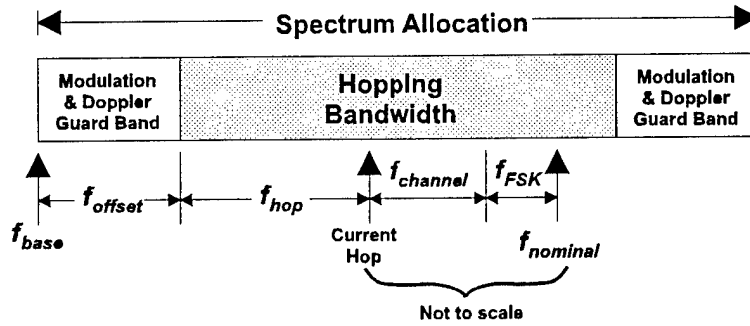 Spectrum Allocation
Modulation
& Doppler
Guard Band
Hopping
Bandwidth
Modulation
& Doppler
Guard Band
f_offset
f_hop
f_channel
f_FSK
f_base
Current
Hop
f_nominal
Not to scale